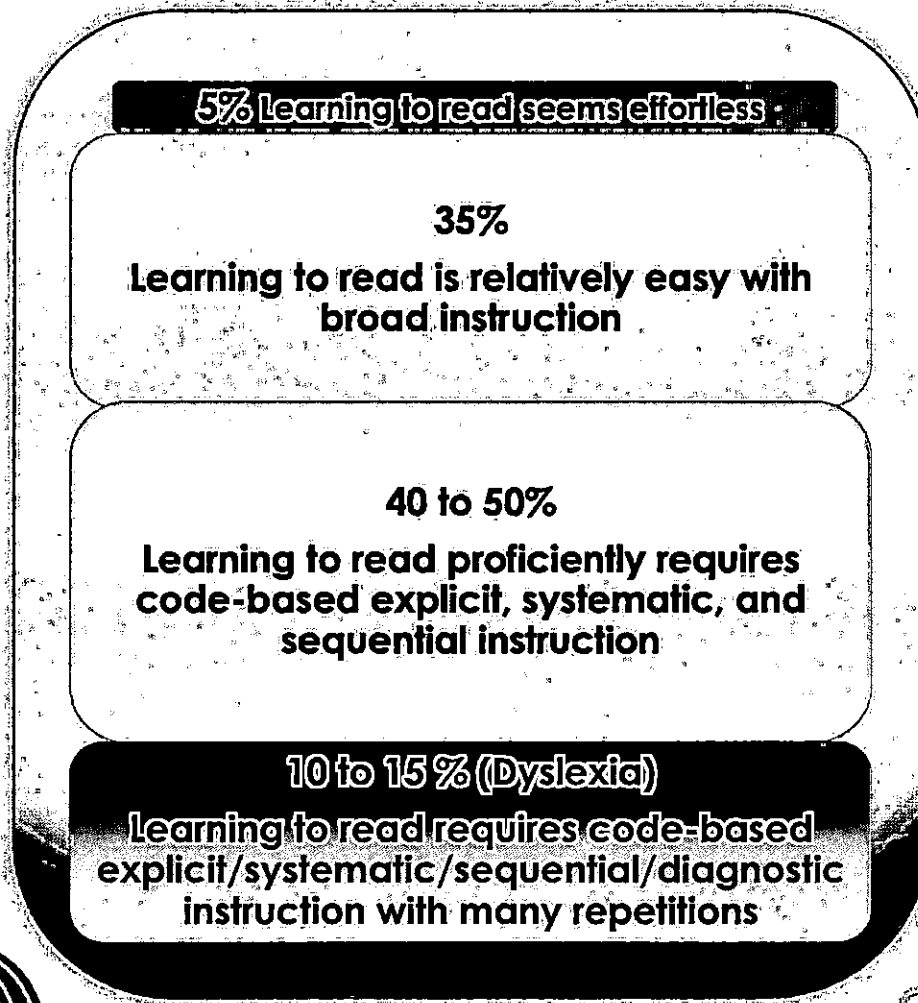 5% Learning to read seems effortless
35%
Learning to read is relatively easy with
broad instruction
40 to 50%
Learning to read proficiently requires
code-based explicit, systematic, and
sequential instruction
10 to 15 % (Dyslexia)
Learning to read requires code-based
explicit/systematic/sequential/diagnostic
instruction with many repetitions